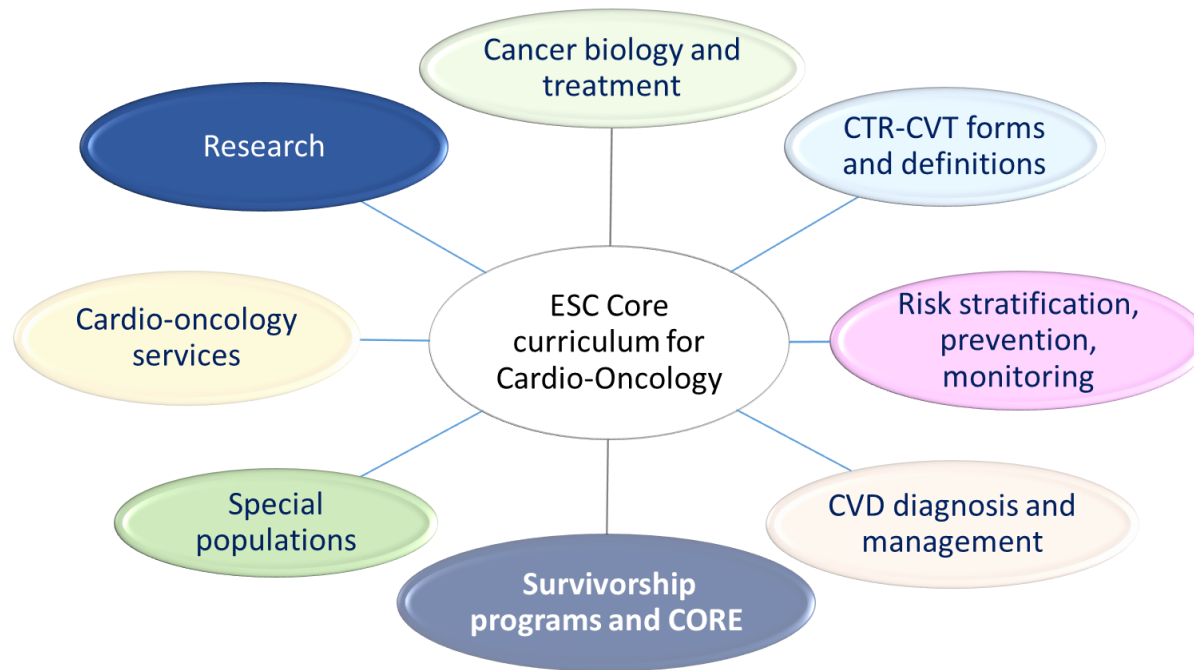 Cancer biology and
treatment
Research
CTR-CVT forms
and definitions
ESC Core
curriculum for
Cardio-Oncology
Cardio-oncology
services
Risk stratification,
prevention,
monitoring
Special
populations
CVD diagnosis and
management
Survivorship
programs and CORE